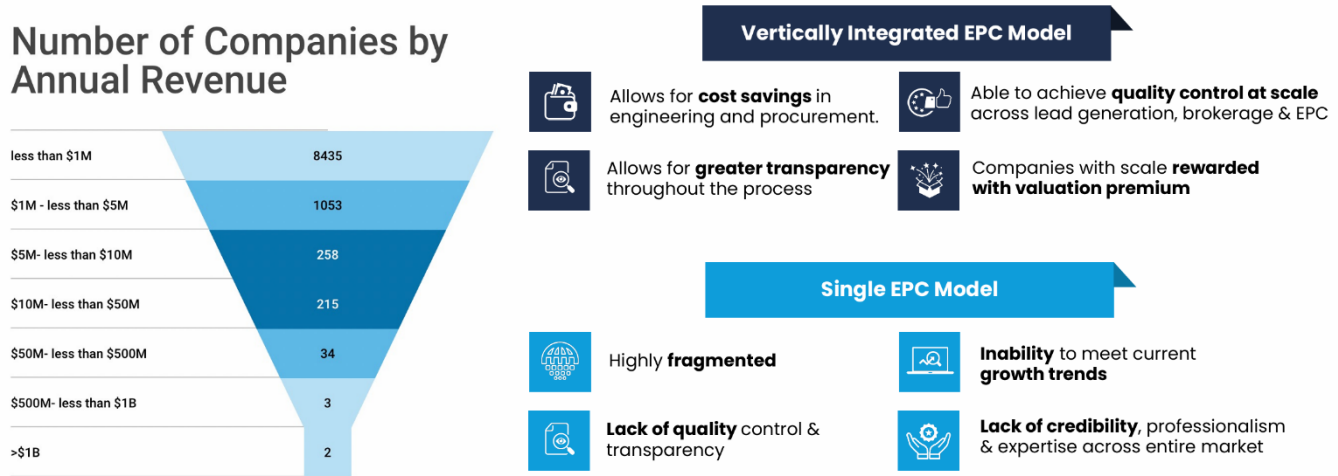 Number of Companies by
Annual Revenue
less than $1M 8435
$1M - less than $5M 1053
$5M- less than $10M 258
$10M- less than $50M 215
$50M- less than $500M 34
$500M- less than $1B 3
>$1B 2
Vertically Integrated EPC Model
Allows for cost savings in
engineering and procurement.
Able to achieve quality control at scale
across lead generation, brokerage & EPC
Allows for greater transparency
throughout the process
Companies with scale rewarded
with valuation premium
Single EPC Model
Highly fragmented
Inability to meet current
growth trends
Lack of quality control &
transparency
Lack of credibility, professionalism
& expertise across entire market